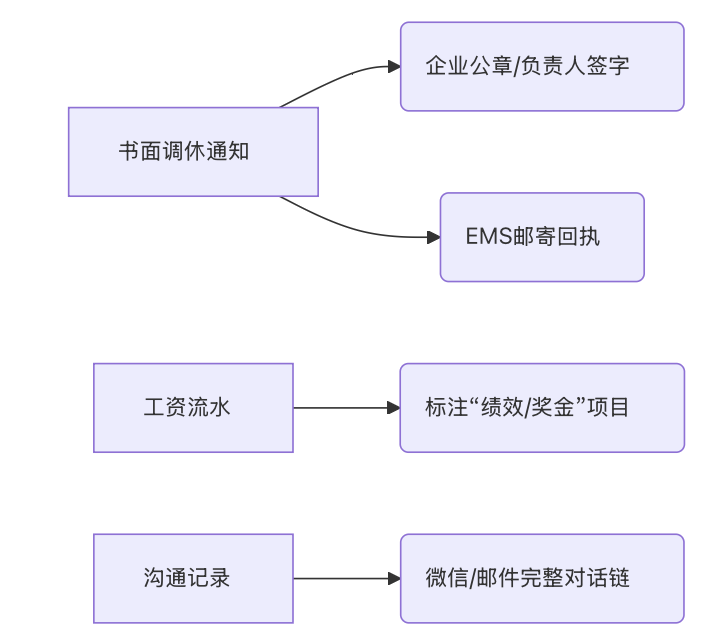 企业公章/负责人签字
书面调休通知
EMS邮寄回执
工资流水
标注“绩效/奖金”项目
沟通记录
微信/邮件完整对话链